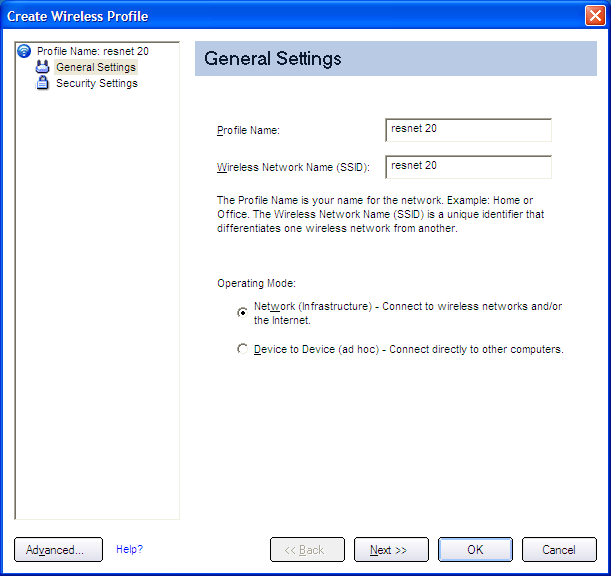 Create Wireless Profile
Profile Name: resnet 20
General Settings
Security Settings
General Settings
Profile Name: resnet 20
Wireless Network Name (SSID): resnet 20
The Profile Name is your name for the network. Example: Home or
Office. The Wireless Network Name (SSID) is a unique identifier that
differentiates one wireless network from another.
Operating Mode:
Network (Infrastructure) - Connect to wireless networks and/or
the Internet.
Device to Device (ad hoc) - Connect directly to other computers.
Advanced... Help? << Back Next >> OK Cancel